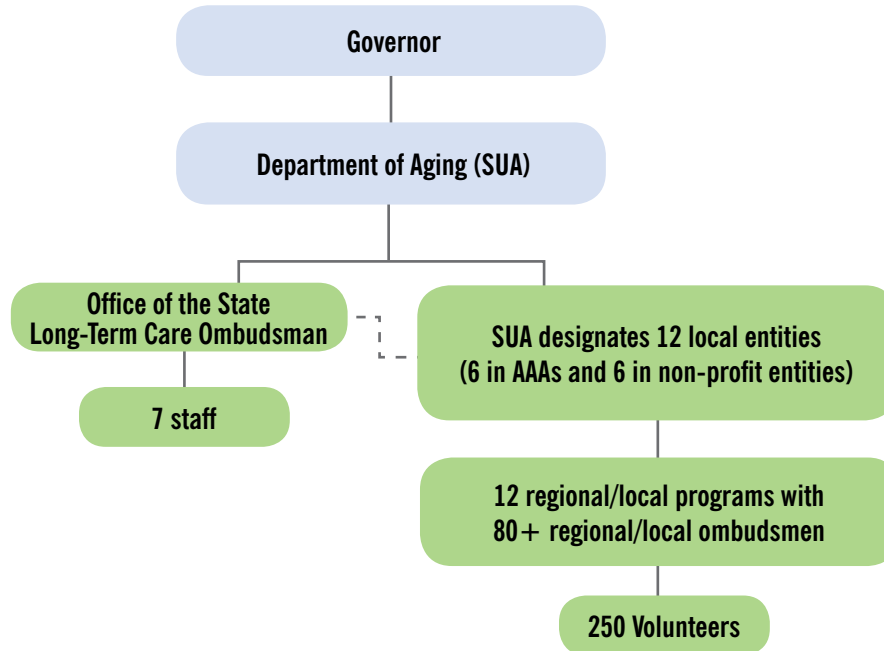 Governor
Department of Aging (SUA)
Office of the State
Long-Term Care Ombudsman
7 staff
SUA designates 12 local entities
(6 in AAAs and 6 in non-profit entities)
12 regional/local programs with
80+ regional/local ombudsmen
250 Volunteers